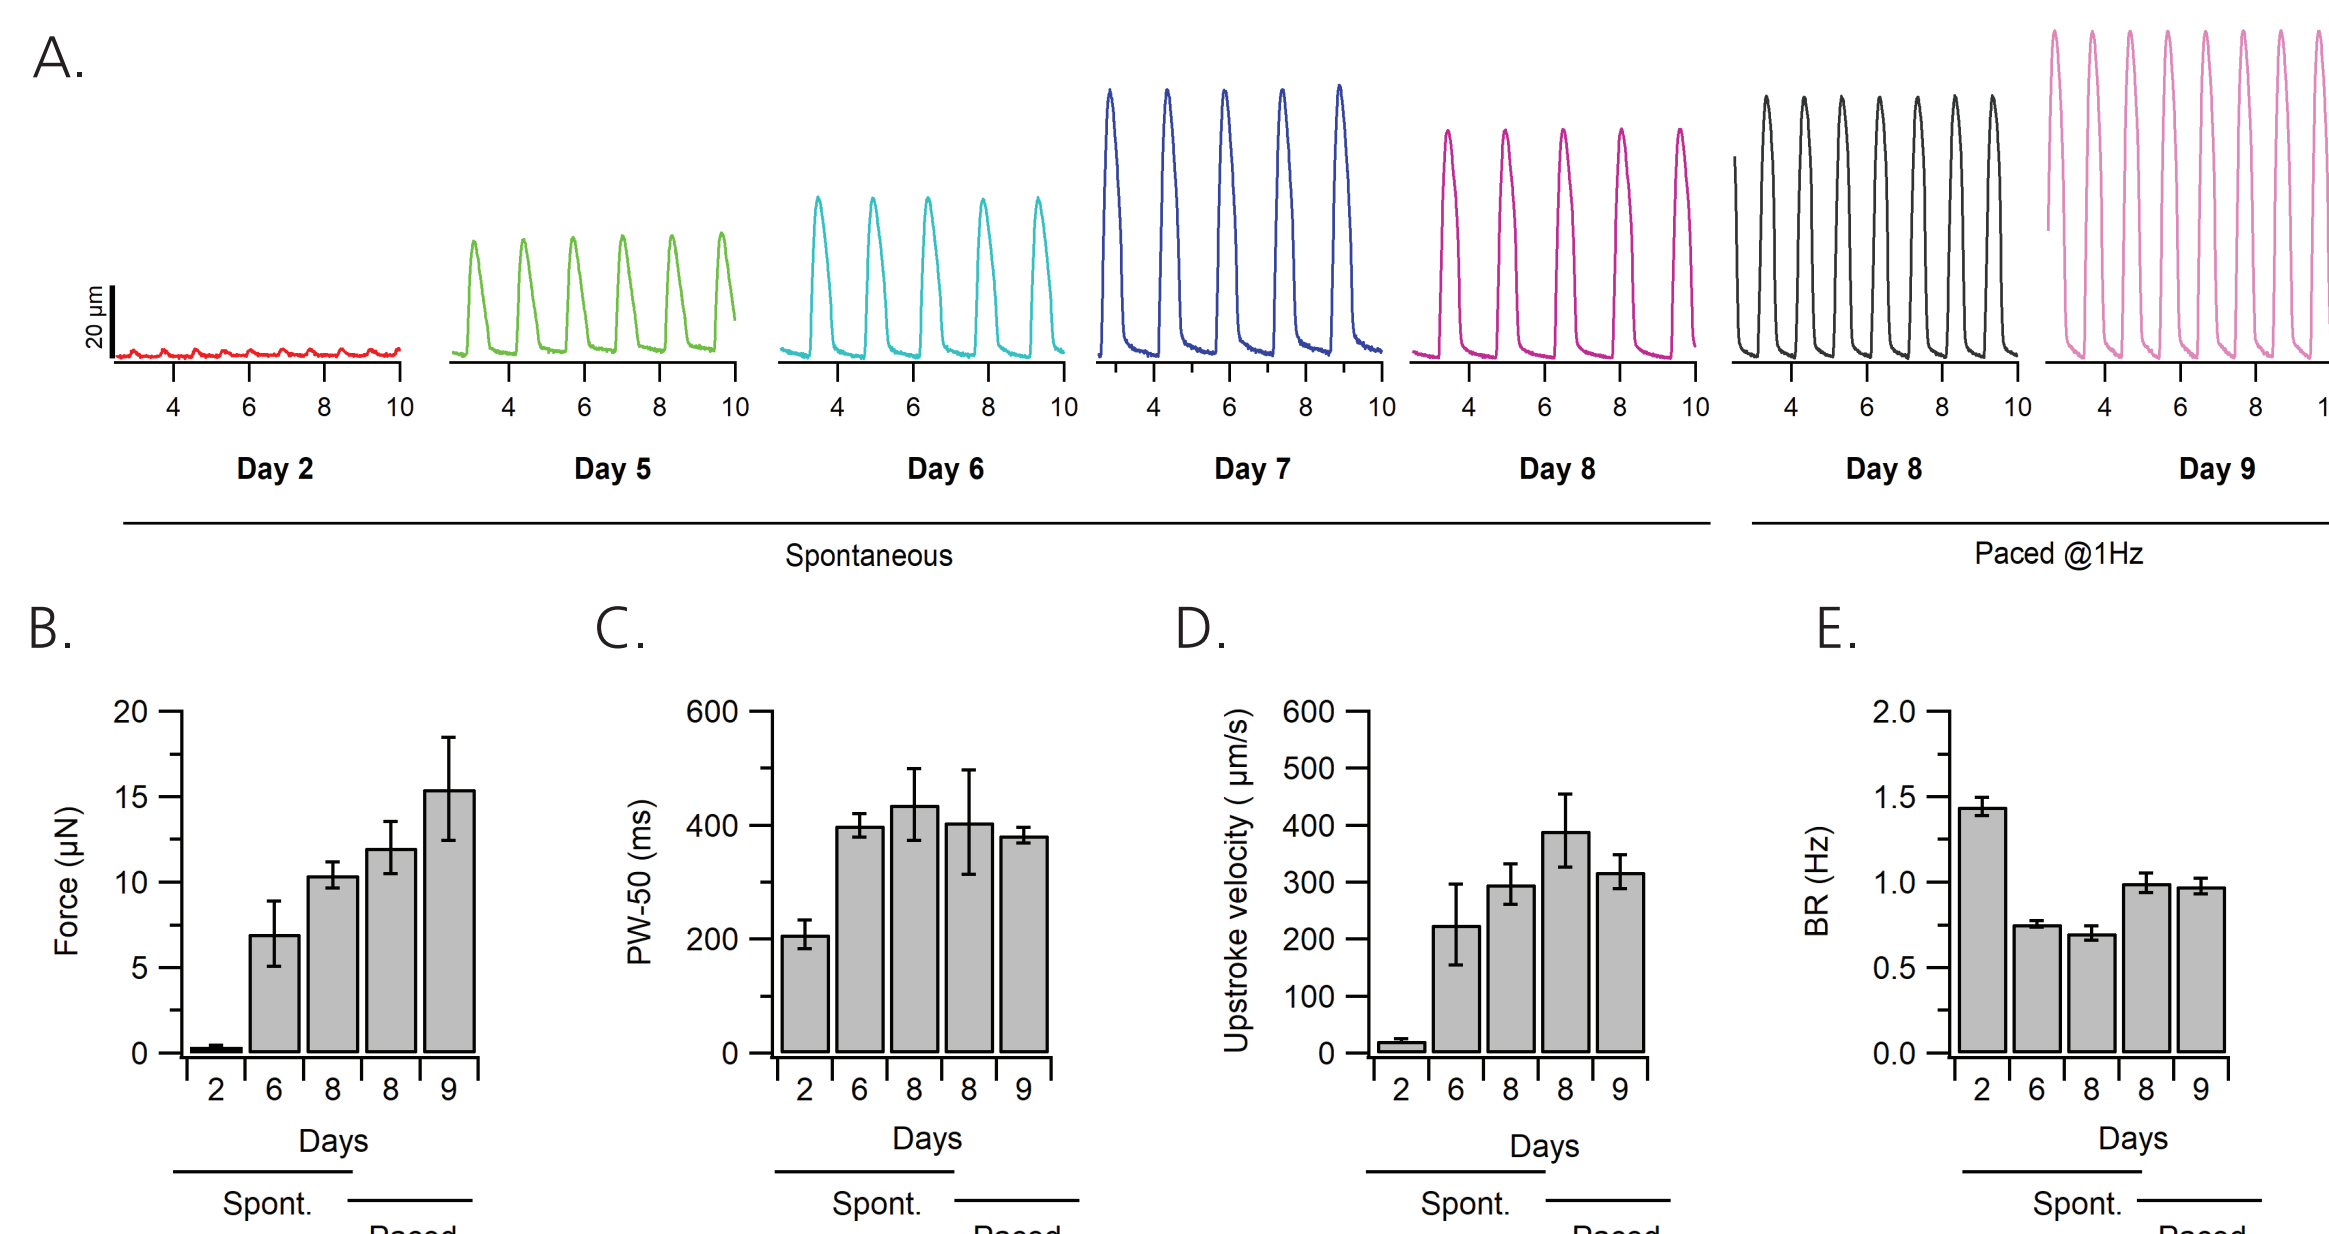 A.
20 µm
4 6 8 10
4 6 8 10
4 6 8 10
4 6 8 10
4 6 8 10
4 6 8 10
4 6 8 1
Day 2 Day 5 Day 6 Day 7 Day 8 Day 8 Day 9
Spontaneous Paced @1Hz
B.
Force (µN)
20
15
10
5
0
2 6 8 8 9
Days
Spont.
Paced
C.
PW-50 (ms)
600
400
200
0
2 6 8 8 9
Days
Spont.
Paced
D.
Upstroke velocity ( µm/s)
600
500
400
300
200
100
0
2 6 8 8 9
Days
Spont.
Paced
E.
BR (Hz)
2.0
1.5
1.0
0.5
0.0
2 6 8 8 9
Days
Spont.
Paced